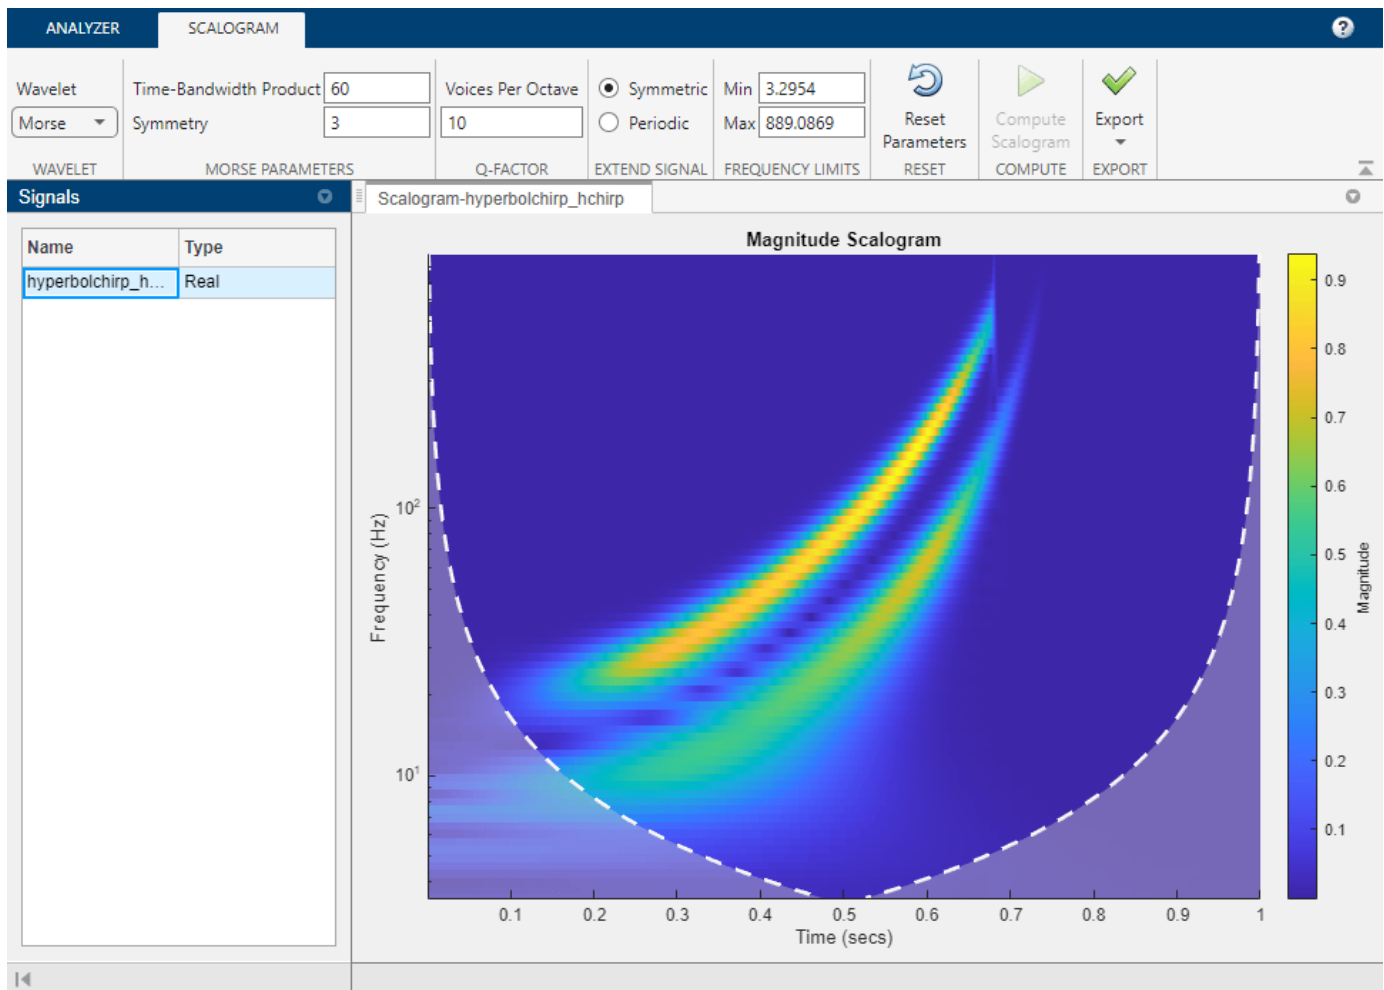 ANALYZER
SCALOGRAM
?
Wavelet
Morse
WAVELET
Time-Bandwidth Product 60
Symmetry 3
MORSE PARAMETERS
Voices Per Octave
10
Q-FACTOR
Symmetric
Periodic
EXTEND SIGNAL
Min 3.2954
Max 889.0869
FREQUENCY LIMITS
Reset
Parameters
RESET
Compute
Scalogram
COMPUTE
Export
EXPORT
Signals
Name Type
hyperbolchirp_h... Real
Scalogram-hyperbolchirp_hchirp
Magnitude Scalogram
Frequency (Hz)
10²
10¹
0.1 0.2 0.3 0.4 0.5 0.6 0.7 0.8 0.9 1
Time (secs)
0.9
0.8
0.7
0.6
0.5
0.4
0.3
0.2
0.1
Magnitude